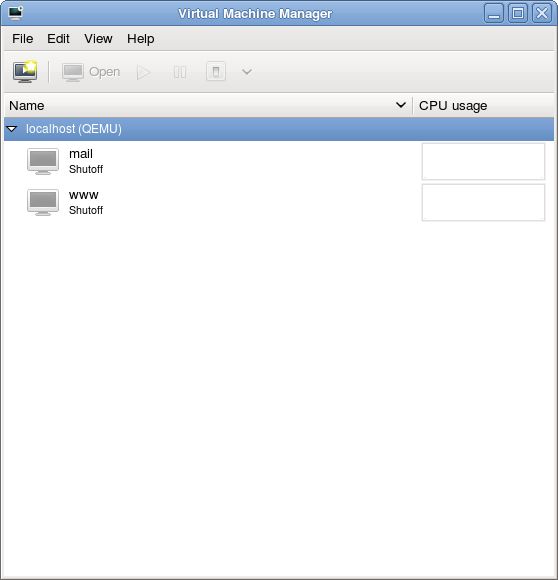 Virtual Machine Manager
File Edit View Help
Open
Name CPU usage
localhost (QEMU)
mail
Shutoff
www
Shutoff